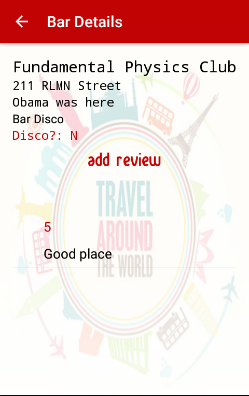 Bar Details
Fundamental Physics Club
211 RLMN Street
Obama was here
Bar Disco
Disco?: N
add review
TRAVEL
AROUND
THE WORLD
5
Good place